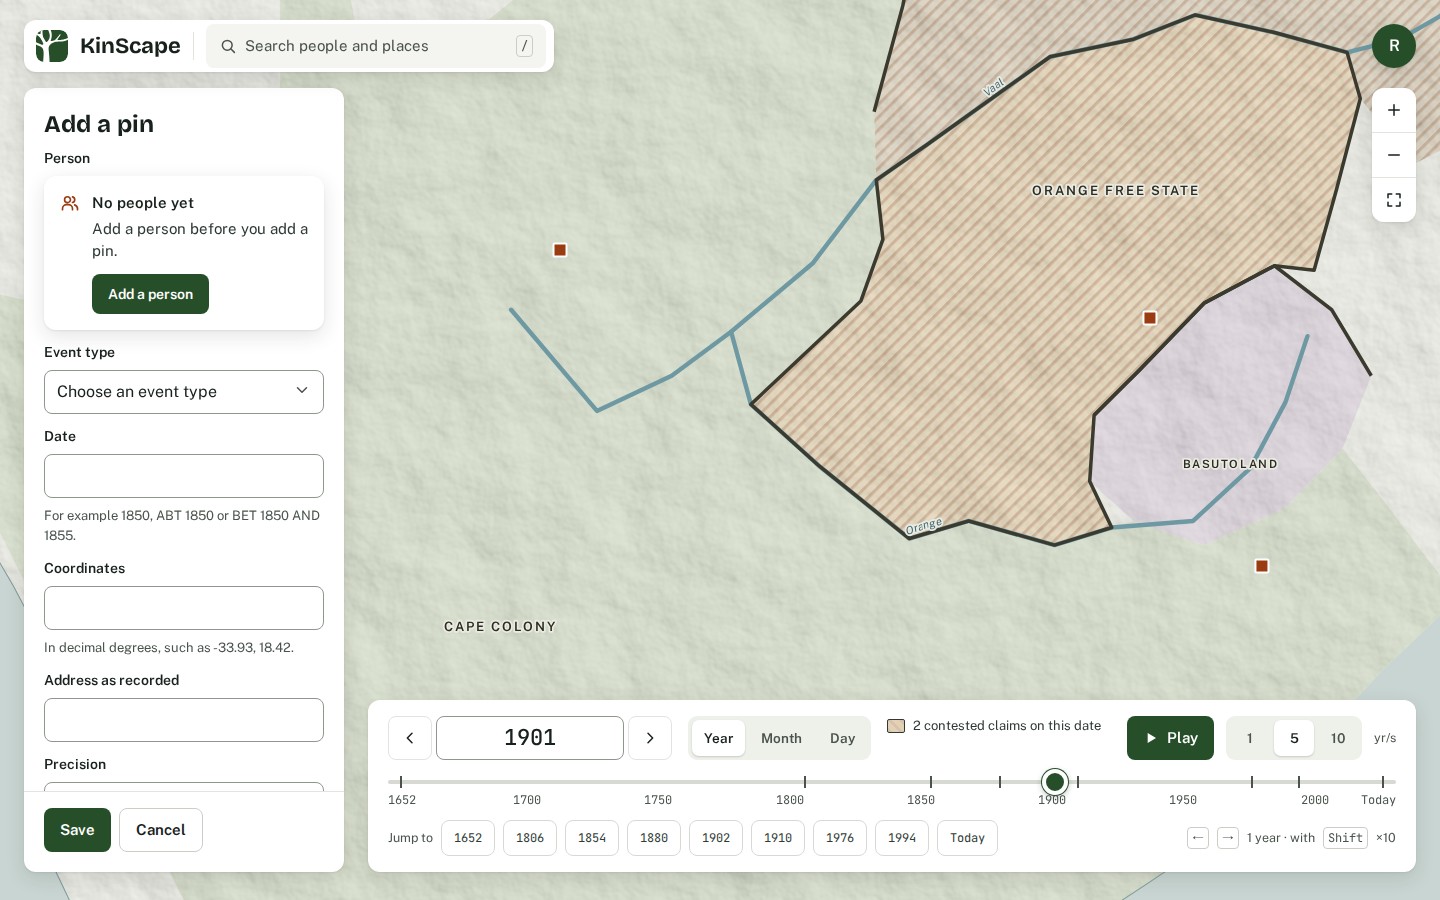 KinScape
Search people and places
/
R
Add a pin
Person
No people yet
Add a person before you add a
pin.
Add a person
Event type
Choose an event type
Date
For example 1850, ABT 1850 or BET 1850 AND
1855.
Coordinates
In decimal degrees, such as -33.93, 18.42.
Address as recorded
Precision
Save
Cancel
Vaal
ORANGE FREE STATE
BASUTOLAND
Orange
CAPE COLONY
1901
Year
Month
Day
2 contested claims on this date
Play
1
5
10
yr/s
1652
1700
1750
1800
1850
1900
1950
2000
Today
Jump to
1652
1806
1854
1880
1902
1910
1976
1994
Today
← → 1 year · with Shift ×10